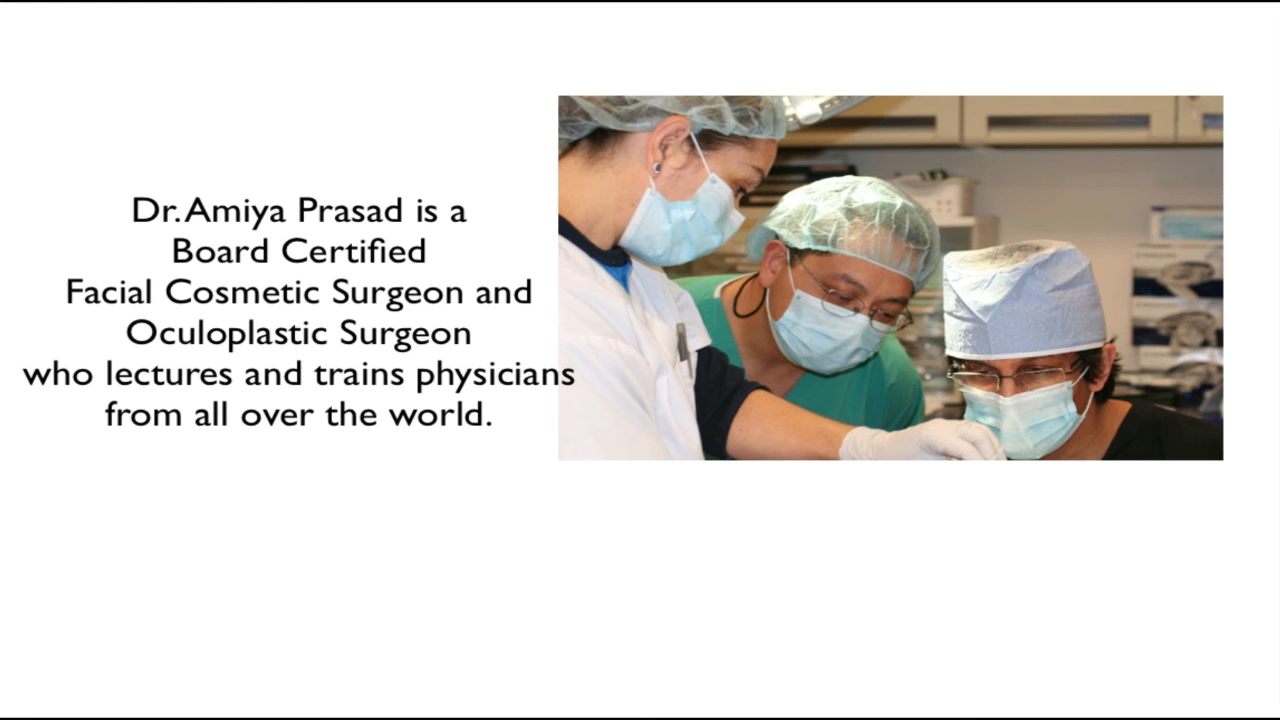 Dr. Amiya Prasad is a
Board Certified
Facial Cosmetic Surgeon and
Oculoplastic Surgeon
who lectures and trains physicians
from all over the world.